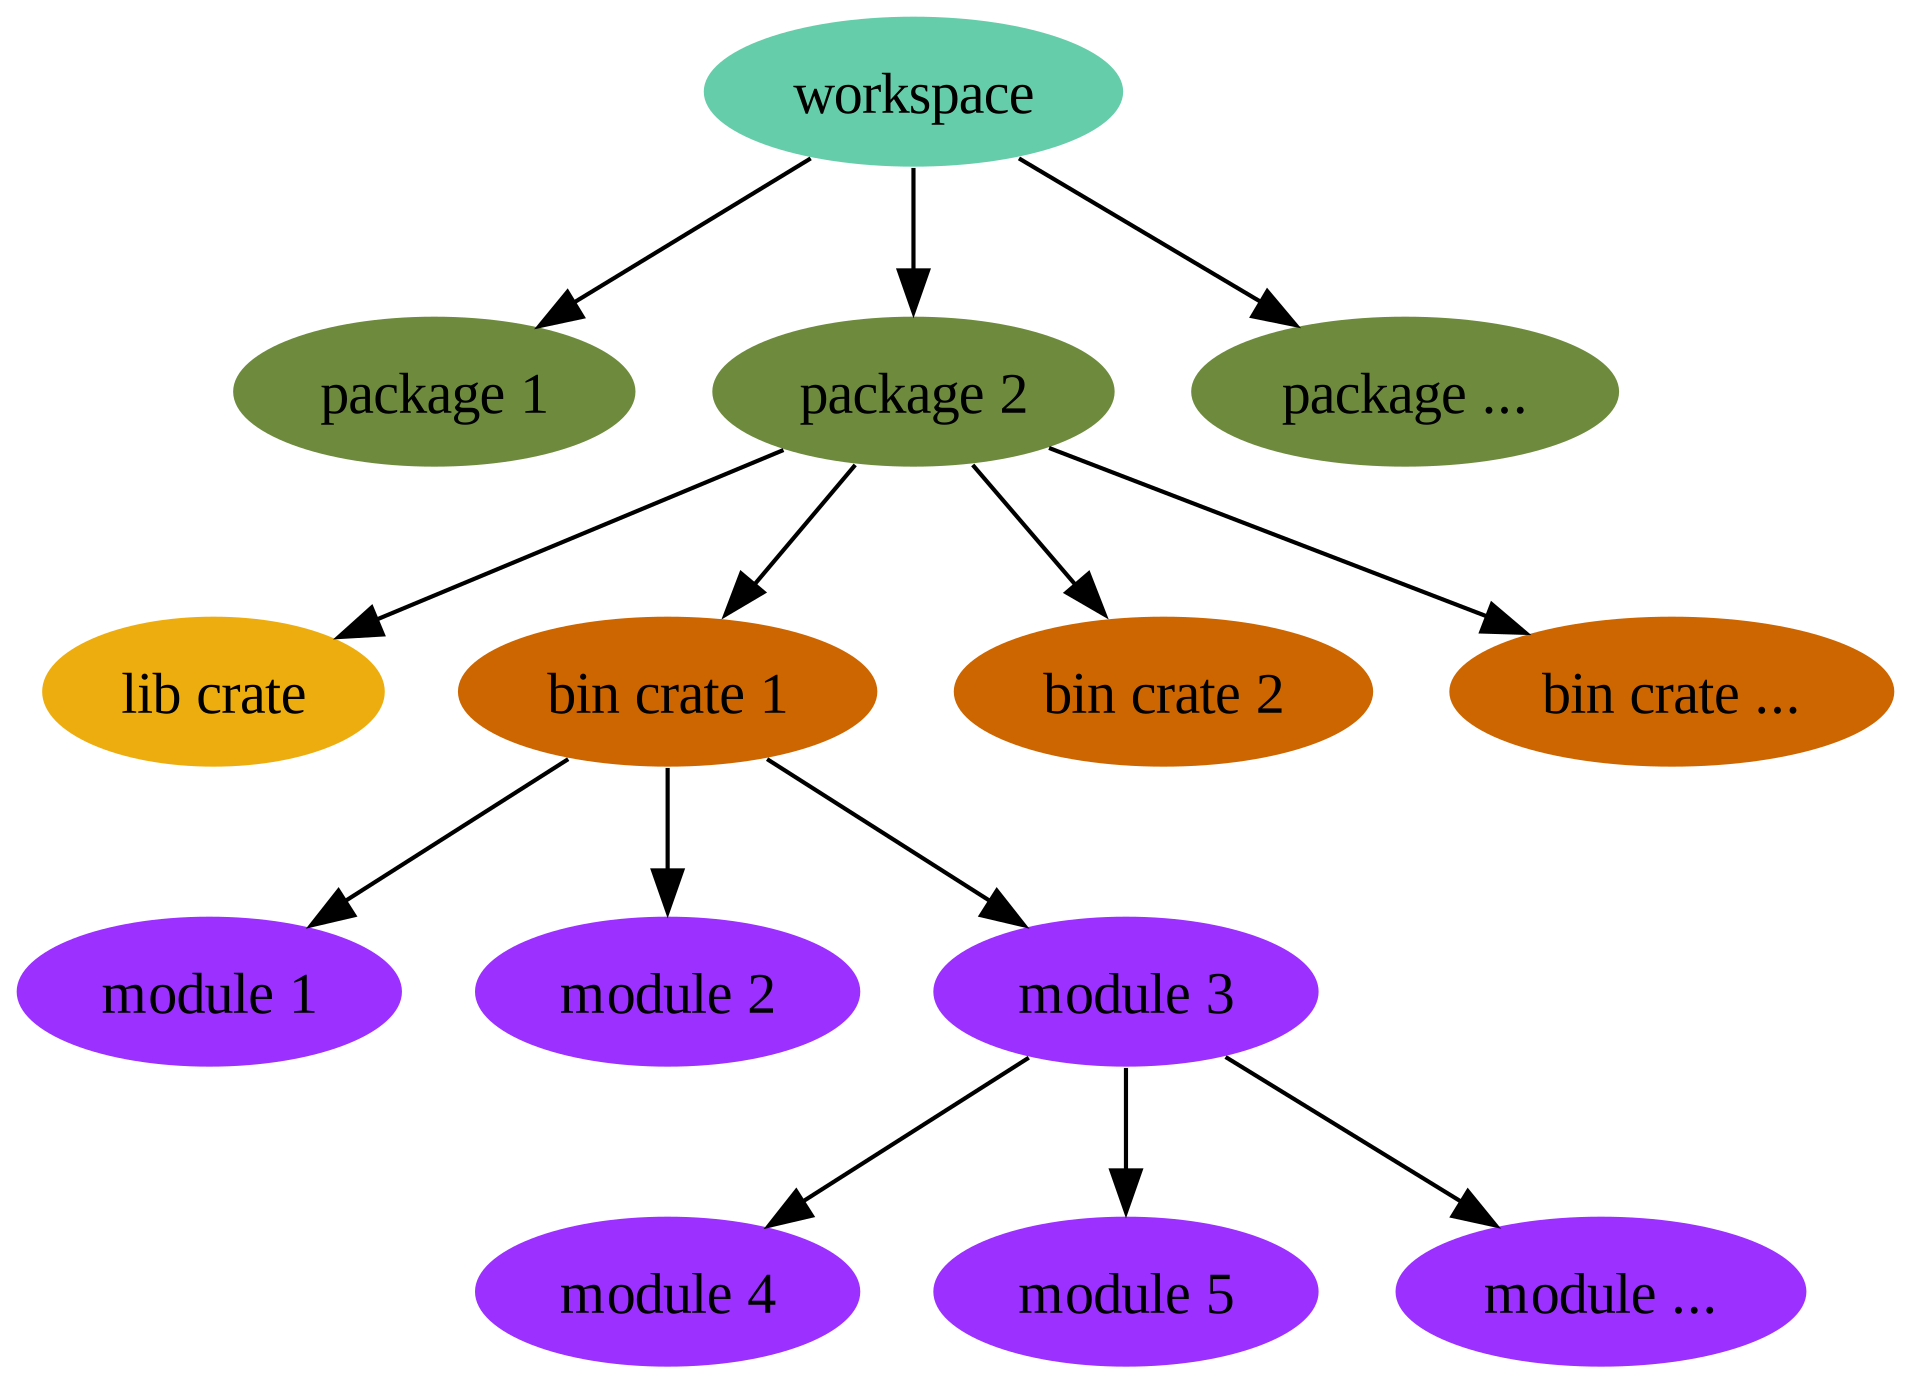 workspace
package 1
package 2
package ...
lib crate
bin crate 1
bin crate 2
bin crate ...
module 1
module 2
module 3
module 4
module 5
module ...